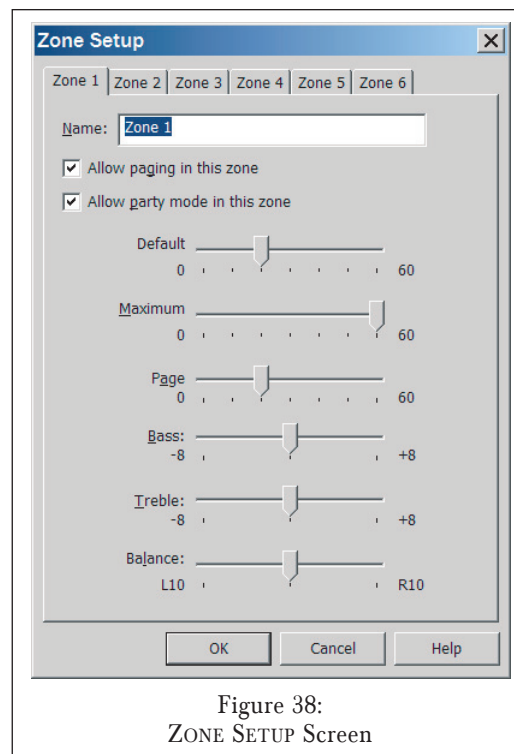 Zone Setup
Zone 1 Zone 2 Zone 3 Zone 4 Zone 5 Zone 6
Name: Zone 1
Allow paging in this zone
Allow party mode in this zone
Default
0 60
Maximum
0 60
Page
0 60
Bass:
-8 +8
Treble:
-8 +8
Balance:
L10 R10
OK Cancel Help
Figure 38:
ZONE SETUP Screen